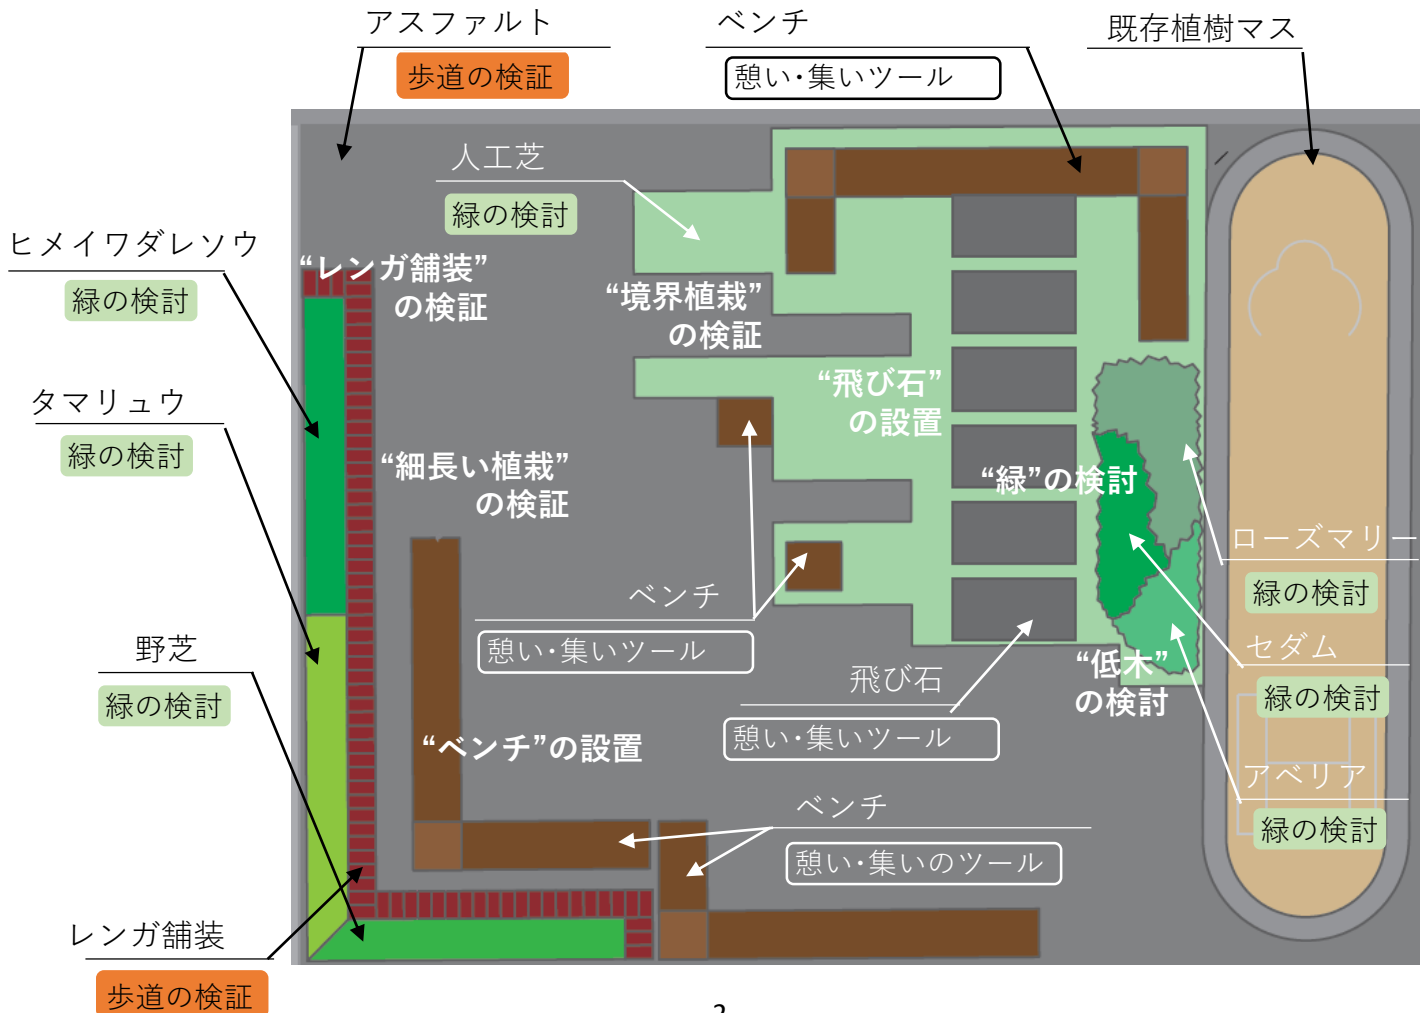 アスファルト
歩道の検証
ベンチ
憩い・集いツール
既存植樹マス
人工芝
緑の検討
ヒメイワダレソウ
緑の検討
“レンガ舗装”
の検証
“境界植栽”
の検証
タマリュウ
緑の検討
“飛び石”
の設置
“細長い植栽”
の検証
“緑”の検討
ローズマリー
緑の検討
ベンチ
憩い・集いツール
野芝
緑の検討
セダム
緑の検討
“低木”
の検討
飛び石
憩い・集いツール
“ベンチ”の設置
アベリア
緑の検討
ベンチ
憩い・集いのツール
レンガ舗装
歩道の検証
2